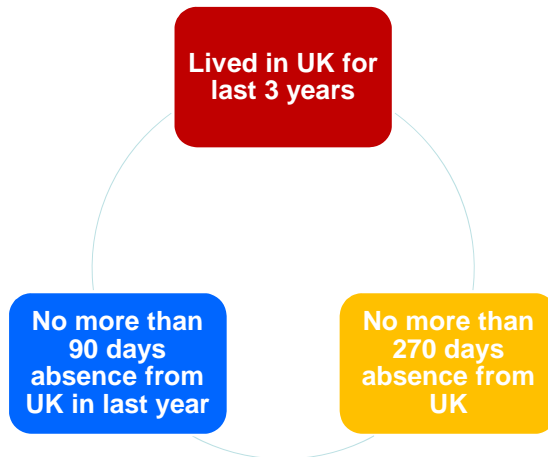 Lived in UK for
last 3 years
No more than
90 days
absence from
UK in last year
No more than
270 days
absence from
UK